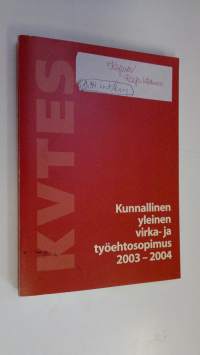 KVTES
Kunnallinen
yleinen
virka- ja
työehtosopimus
2003 – 2004